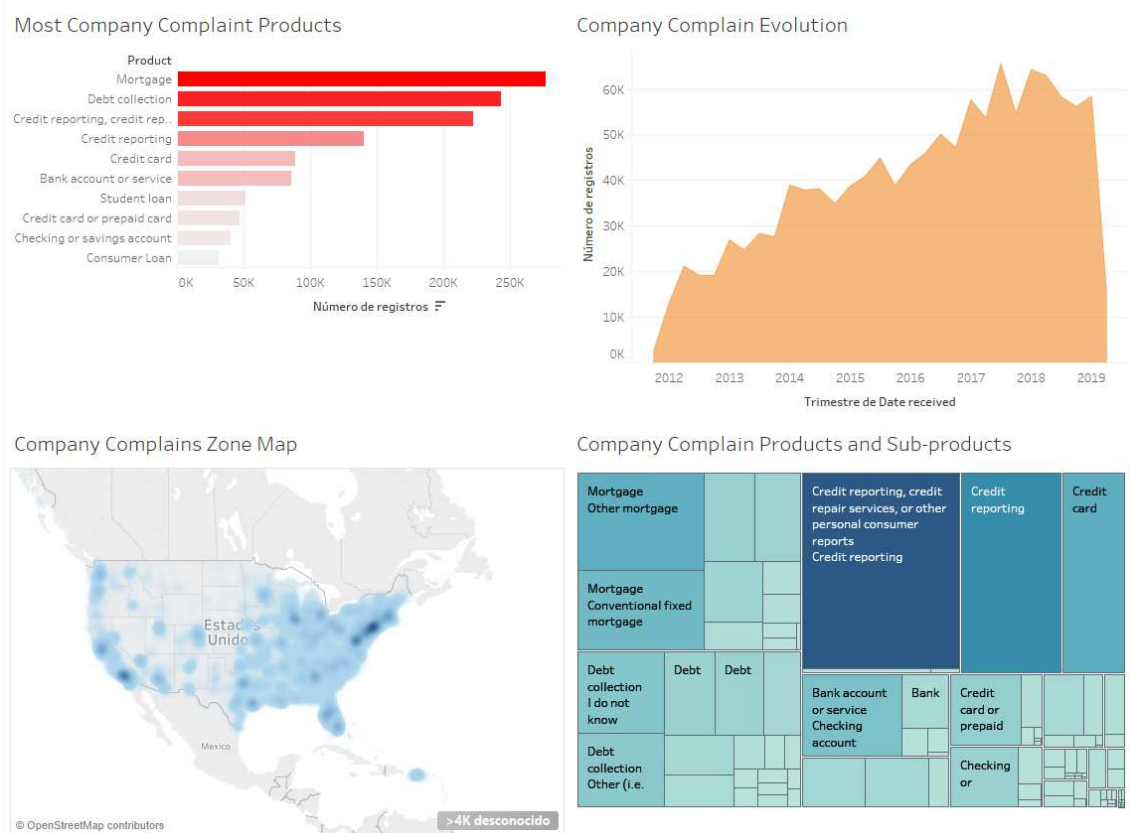 Most Company Complaint Products
Product
Mortgage
Debt collection
Credit reporting, credit rep..
Credit reporting
Credit card
Bank account or service
Student loan
Credit card or prepaid card
Checking or savings account
Consumer Loan
0K 50K 100K 150K 200K 250K
Número de registros
Company Complain Evolution
Número de registros
60K
50K
40K
30K
20K
10K
0K
2012 2013 2014 2015 2016 2017 2018 2019
Trimestre de Date received
Company Complains Zone Map
Estados
Unido
Mexico
© OpenStreetMap contributors
>4K desconocido
Company Complain Products and Sub-products
Mortgage
Other mortgage
Mortgage
Conventional fixed
mortgage
Debt
collection
I do not
know
Debt
Debt
Debt
collection
Other (i.e.
Credit reporting, credit
repair services, or other
personal consumer
reports
Credit reporting
Credit
reporting
Credit
card
Bank account
or service
Checking
account
Bank
Credit
card or
prepaid
Checking
or